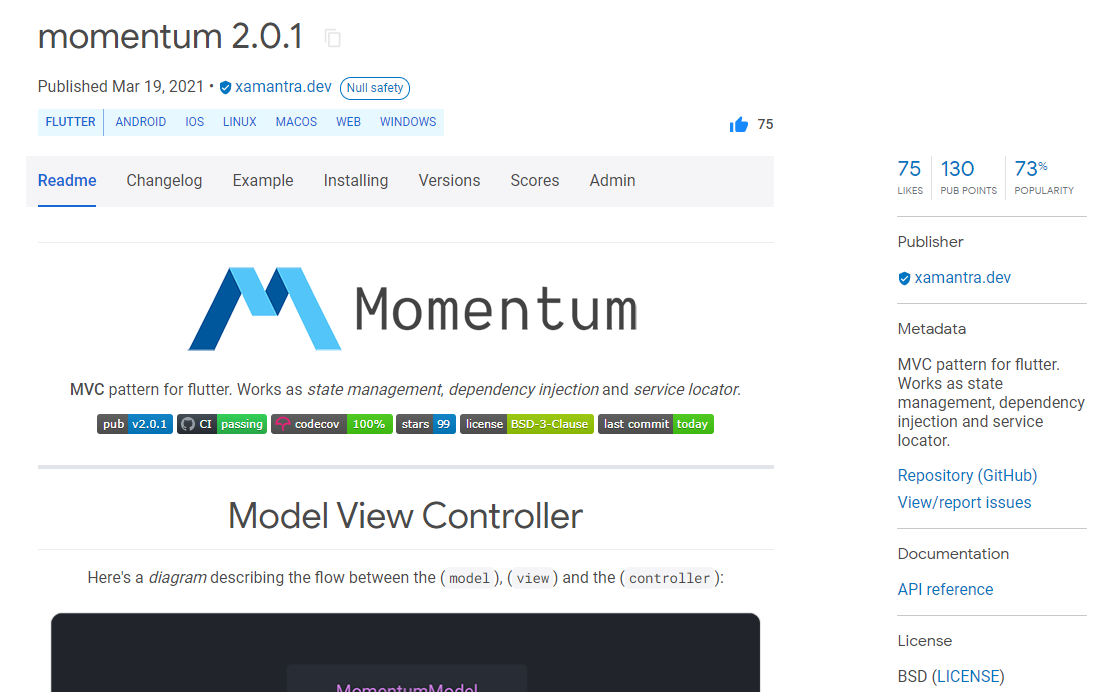 momentum 2.0.1
Published Mar 19, 2021 • xamantra.dev Null safety
FLUTTER ANDROID IOS LINUX MACOS WEB WINDOWS
75
Readme Changelog Example Installing Versions Scores Admin
Momentum
MVC pattern for flutter. Works as state management, dependency injection and service locator.
pub v2.0.1 CI passing codecov 100% stars 99 license BSD-3-Clause last commit today
Model View Controller
Here's a diagram describing the flow between the (model), (view) and the (controller):
MomentumModel
75 130 73%
LIKES PUB POINTS POPULARITY
Publisher
xamantra.dev
Metadata
MVC pattern for flutter.
Works as state
management, dependency
injection and service
locator.
Repository (GitHub)
View/report issues
Documentation
API reference
License
BSD (LICENSE)